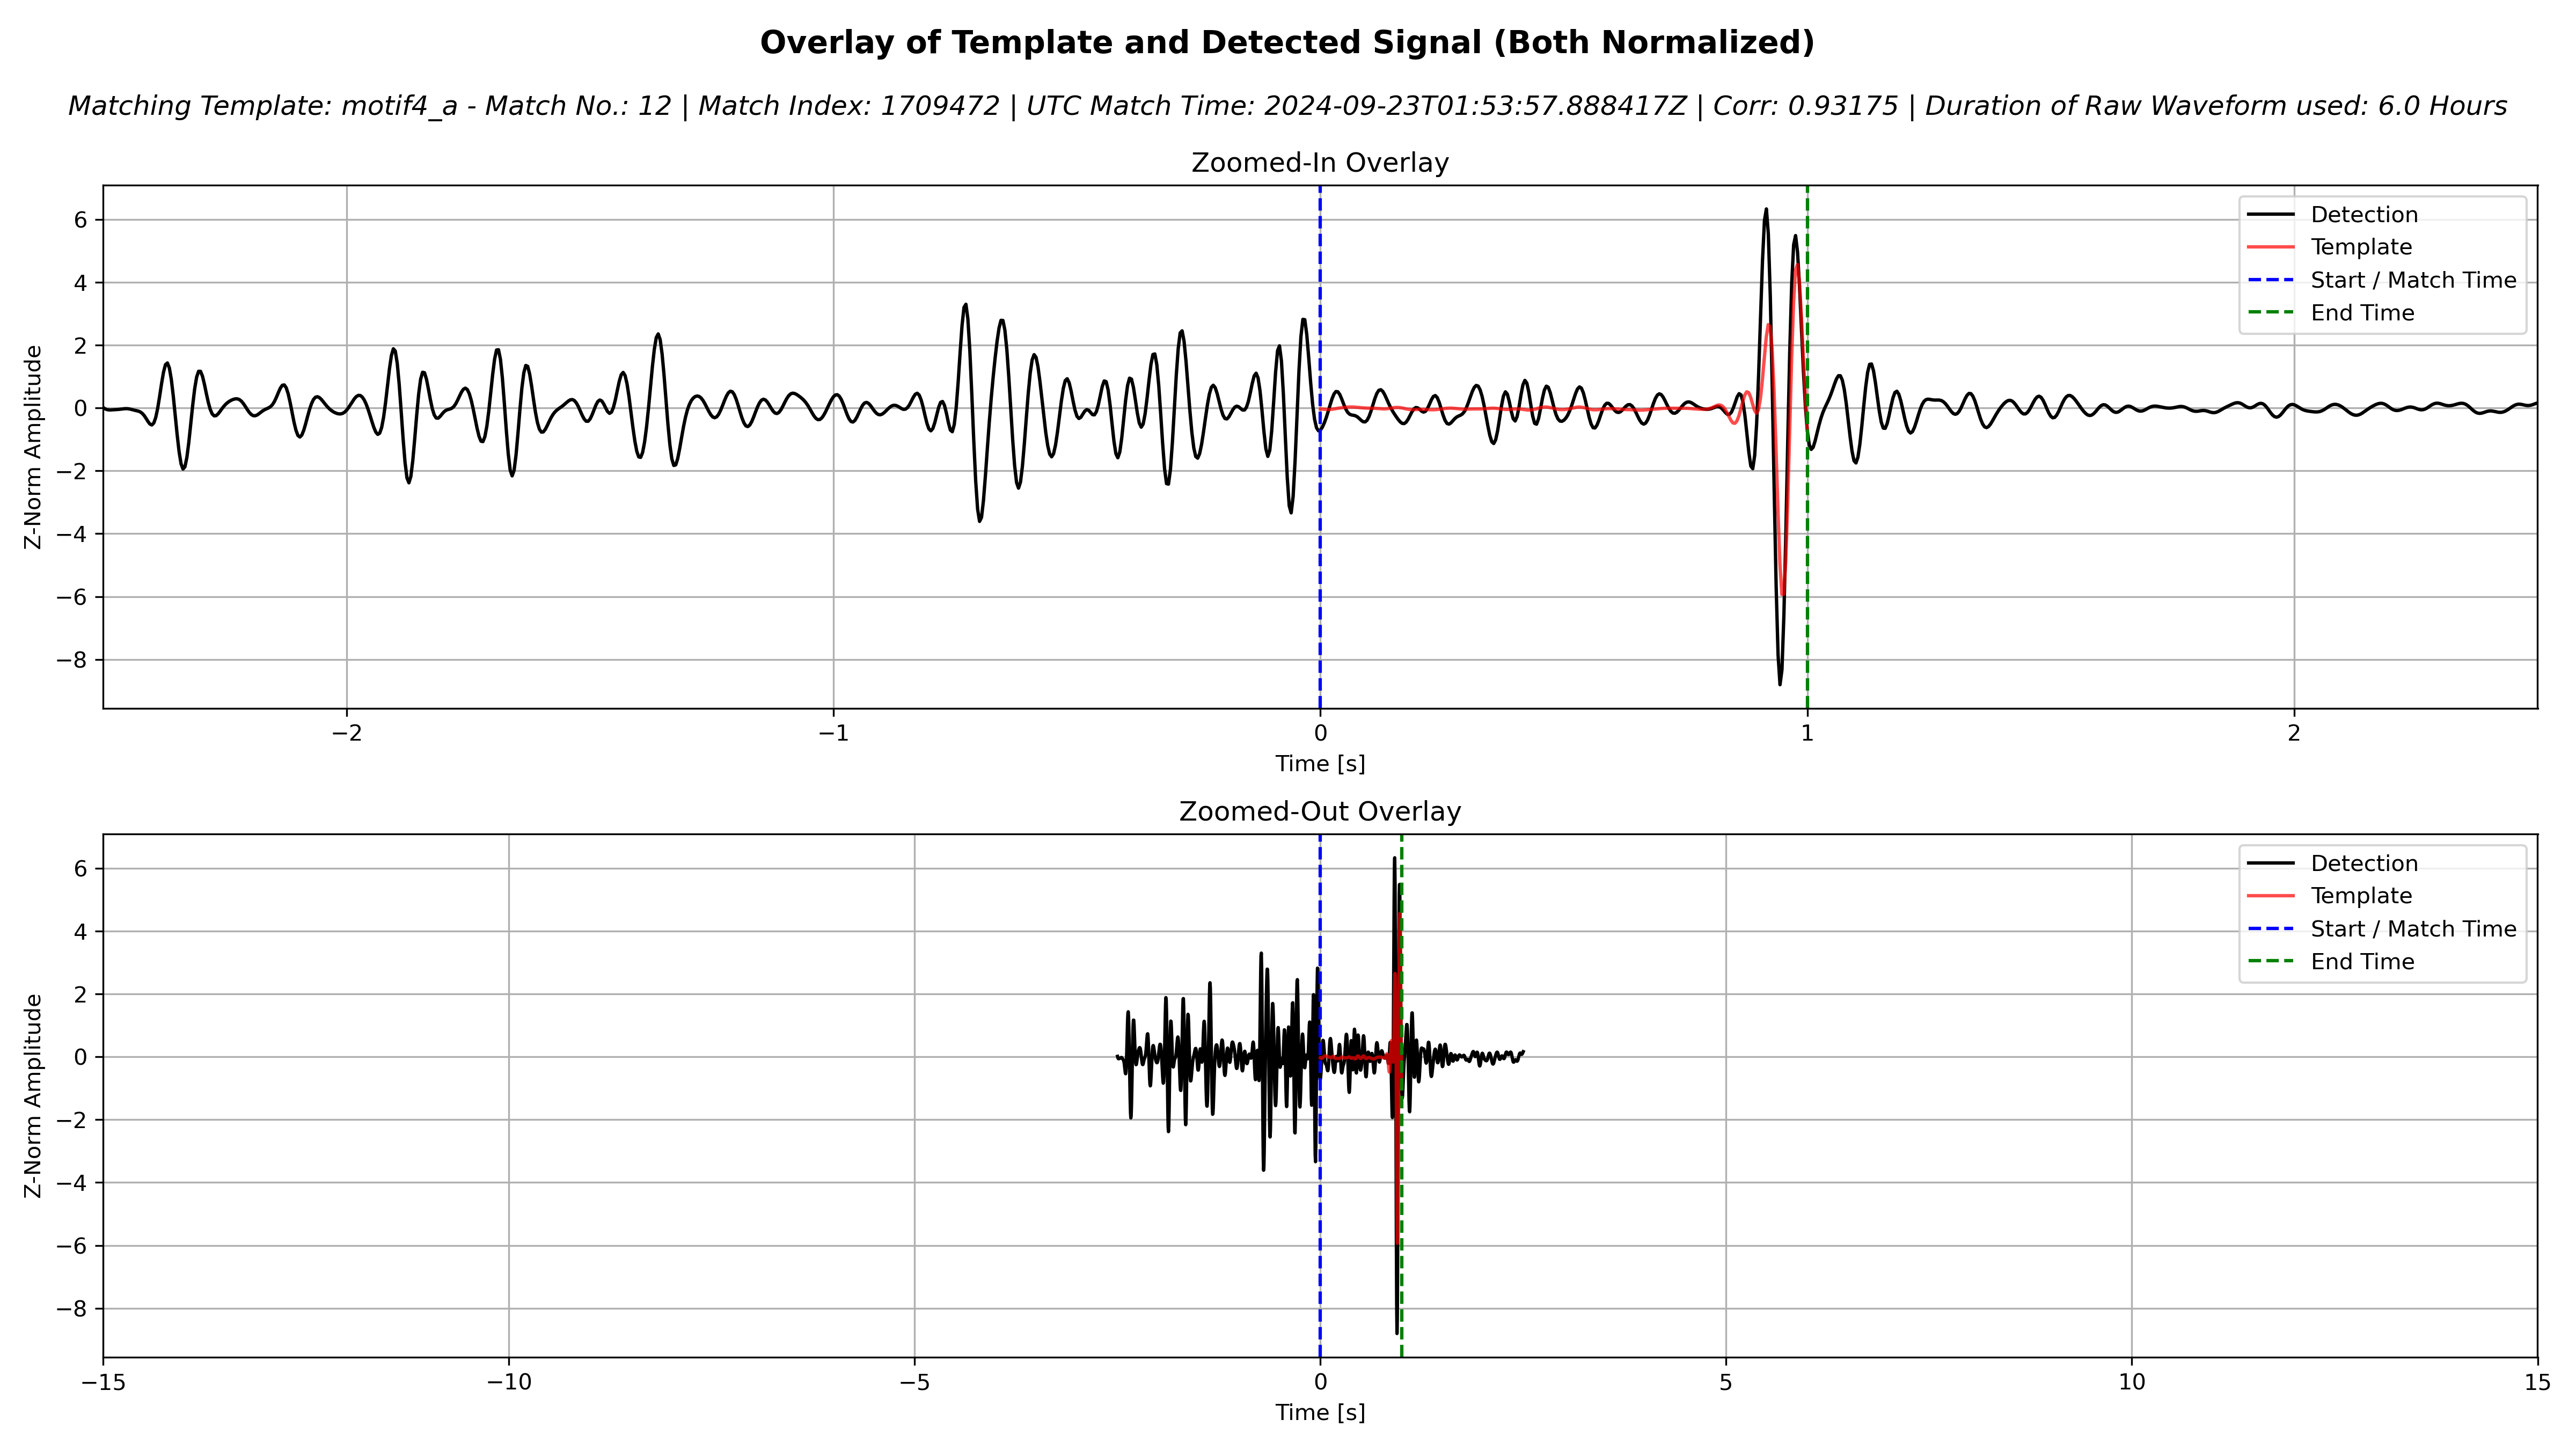 Overlay of Template and Detected Signal (Both Normalized)
Matching Template: motif4_a - Match No.: 12 | Match Index: 1709472 | UTC Match Time: 2024-09-23T01:53:57.888417Z | Corr: 0.93175 | Duration of Raw Waveform used: 6.0 Hours
Zoomed-In Overlay
Z-Norm Amplitude
6
4
2
0
−2
−4
−6
−8
Detection
Template
Start / Match Time
End Time
−2 −1 0 1 2
Time [s]
Zoomed-Out Overlay
Z-Norm Amplitude
6
4
2
0
−2
−4
−6
−8
Detection
Template
Start / Match Time
End Time
−15 −10 −5 0 5 10 15
Time [s]